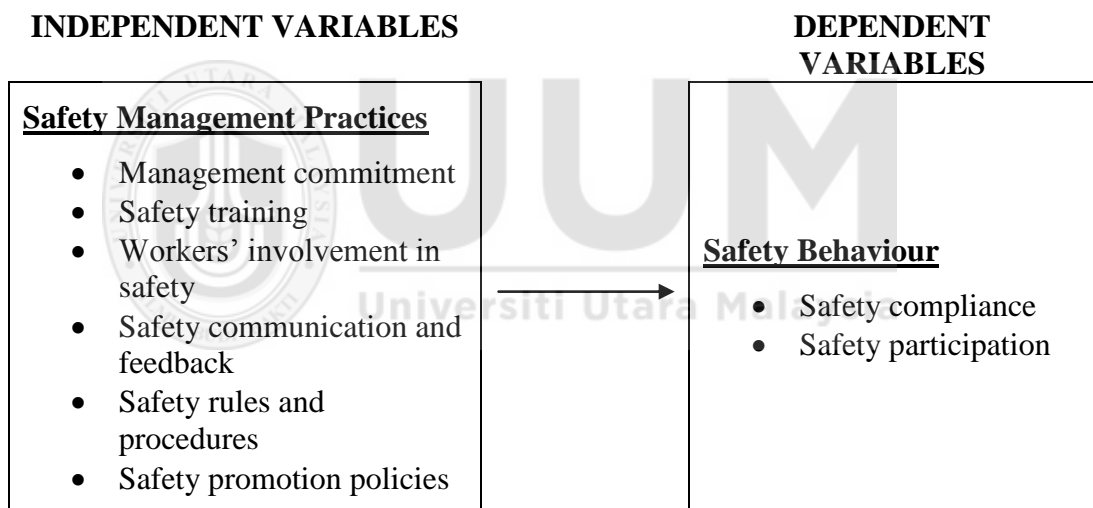 INDEPENDENT VARIABLES
DEPENDENT
VARIABLES
Safety Management Practices
• Management commitment
• Safety training
• Workers’ involvement in
safety
• Safety communication and
feedback
• Safety rules and
procedures
• Safety promotion policies
Safety Behaviour
• Safety compliance
• Safety participation
UUM
Universiti Utara Malaysia